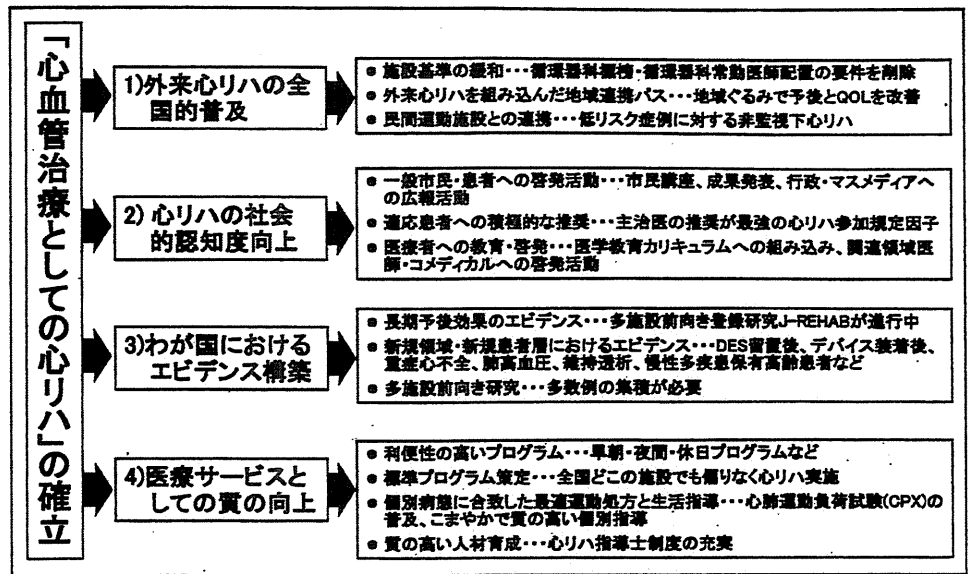 「心血管治療としての心リハ」の確立
1)外来心リハの全
国的普及
● 施設基準の緩和・・・循環器科標榜・循環器科常勤医師配置の要件を削除
● 外来心リハを組み込んだ地域連携パス・・・地域ぐるみで予後とQOLを改善
● 民間運動施設との連携・・・低リスク症例に対する非監視下心リハ
2) 心リハの社会
的認知度向上
● 一般市民・患者への啓発活動・・・市民講座、成果発表、行政・マスメディアへ
の広報活動
● 適応患者への積極的な推奨・・・主治医の推奨が最強の心リハ参加規定因子
● 医療者への教育・啓発・・・医学教育カリキュラムへの組み込み、関連領域医
師・コメディカルへの啓発活動
3)わが国における
エビデンス構築
● 長期予後効果のエビデンス・・・多施設前向き登録研究J-REHABが進行中
● 新規領域・新規患者層におけるエビデンス・・・DES留置後、デバイス装着後、
重症心不全、肺高血圧、維持透析、慢性多疾患保有高齢患者など
● 多施設前向き研究・・・多数例の集積が必要
4)医療サービスと
しての質の向上
● 利便性の高いプログラム・・・早朝・夜間・休日プログラムなど
● 標準プログラム策定・・・全国どこの施設でも偏りなく心リハ実施
● 個別病態に合致した最適運動処方と生活指導・・・心肺運動負荷試験(CPX)の
普及、こまやかで質の高い個別指導
● 質の高い人材育成・・・心リハ指導士制度の充実